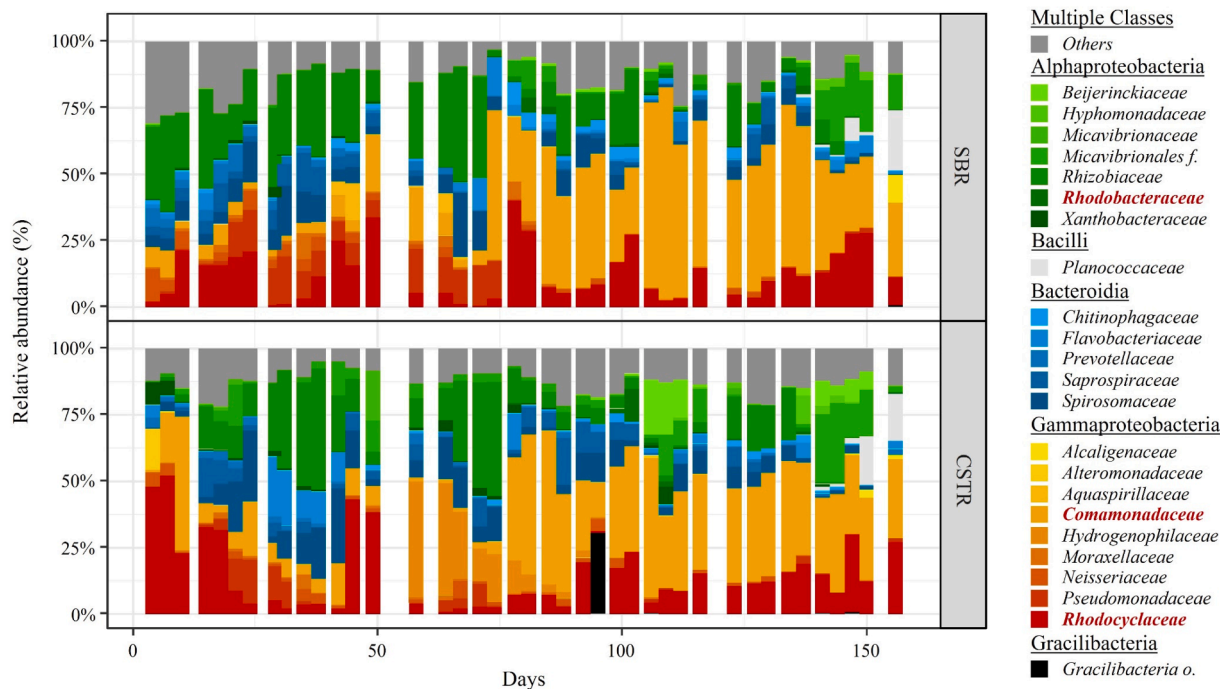 Relative abundance (%)
100%
75%
50%
25%
0%
SBR
100%
75%
50%
25%
0%
CSTR
0 50 100 150
Days
Multiple Classes
Others
Alphaproteobacteria
Beijerinckiaceae
Hyphomonadaceae
Micavibrionaceae
Micavibrionales f.
Rhizobiaceae
Rhodobacteraceae
Xanthobacteraceae
Bacilli
Planococcaceae
Bacteroidia
Chitinophagaceae
Flavobacteriaceae
Prevotellaceae
Saprospiraceae
Spirosomaceae
Gammaproteobacteria
Alcaligenaceae
Alteromonadaceae
Aquaspirillaceae
Comamonadaceae
Hydrogenophilaceae
Moraxellaceae
Neisseriaceae
Pseudomonadaceae
Rhodocyclaceae
Gracilibacteria
Gracilibacteria o.